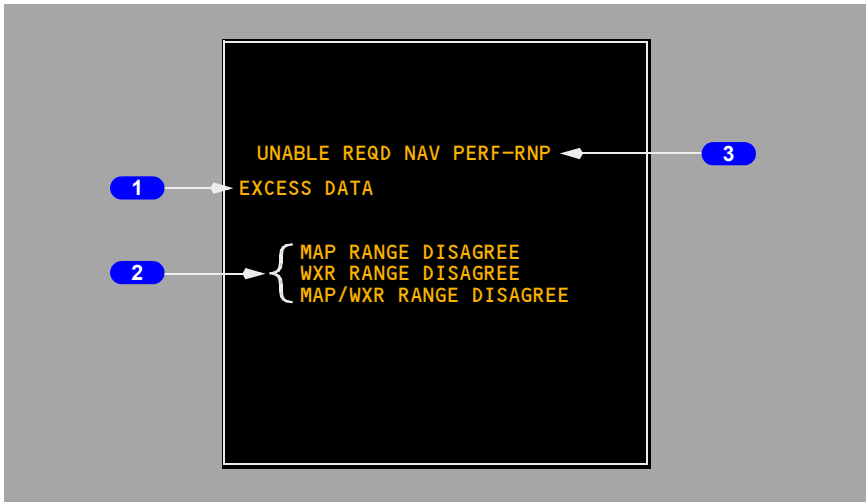 UNABLE REQD NAV PERF-RNP
3
1
EXCESS DATA
2
MAP RANGE DISAGREE
WXR RANGE DISAGREE
MAP/WXR RANGE DISAGREE